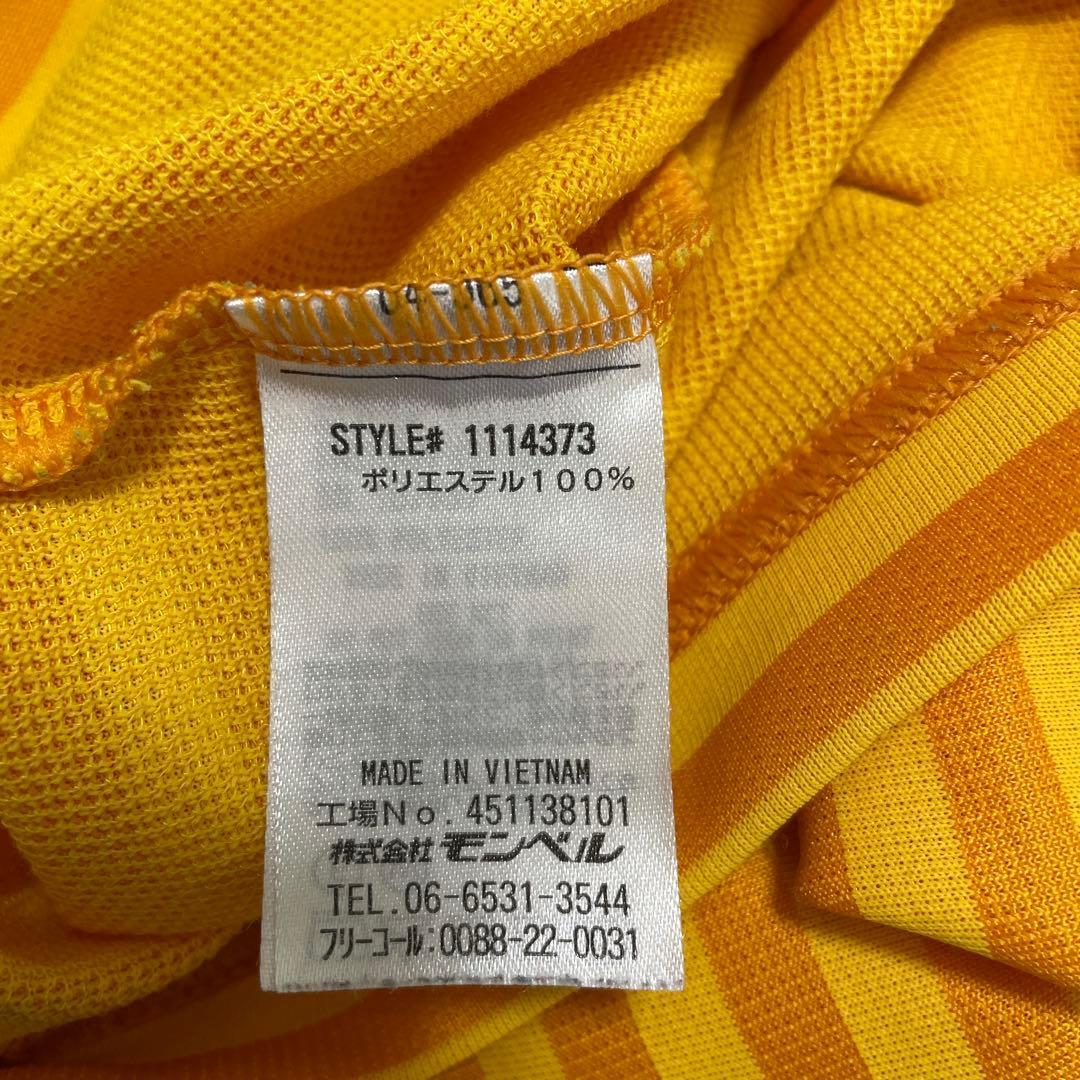 STYLE# 1114373
ポリエステル100%
MADE IN VIETNAM
工場No. 451138101
株式会社 モンベル
TEL.06-6531-3544
フリーコール:0088-22-0031